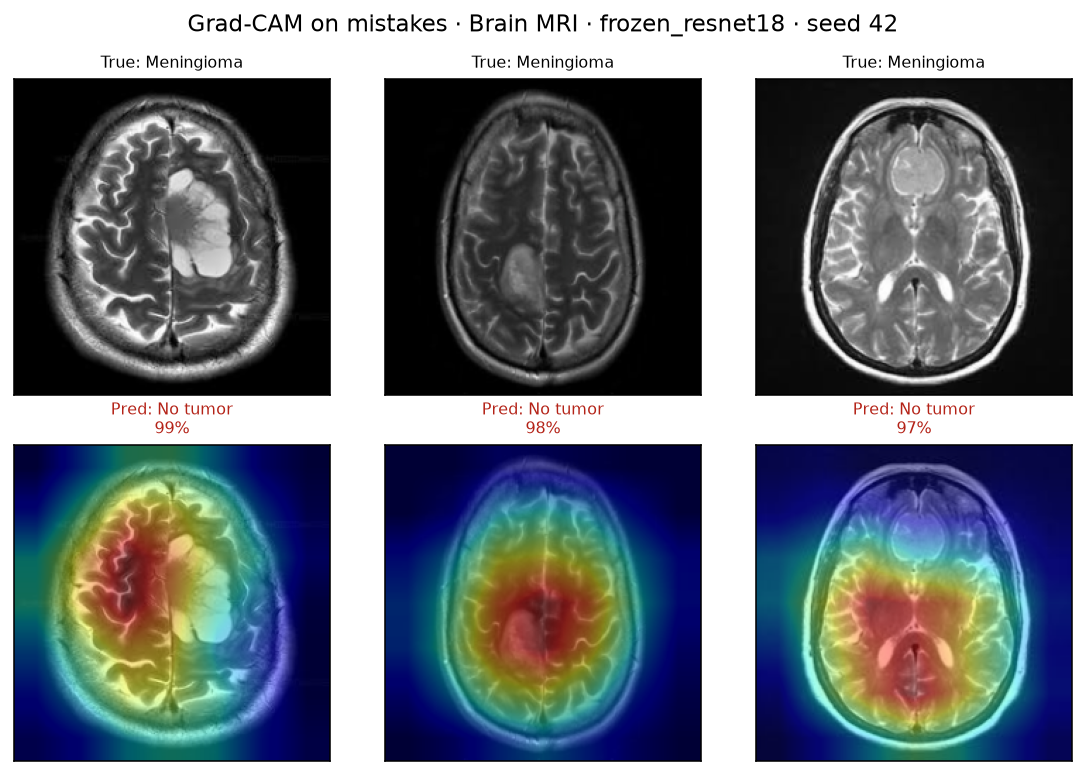 Grad-CAM on mistakes · Brain MRI · frozen_resnet18 · seed 42
True: Meningioma
True: Meningioma
True: Meningioma
Pred: No tumor
99%
Pred: No tumor
98%
Pred: No tumor
97%